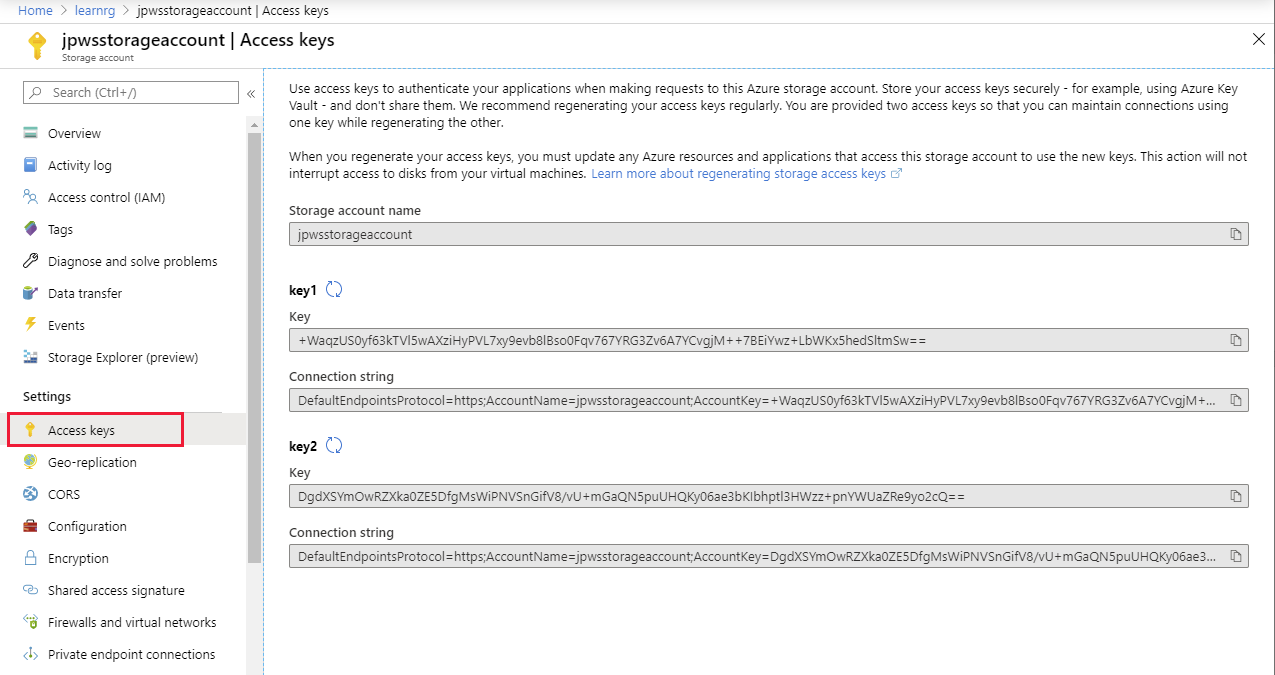 Home > learnrg > jpwsstorageaccount | Access keys
jpwsstorageaccount | Access keys
Storage account
Search (Ctrl+/)
Overview
Activity log
Access control (IAM)
Tags
Diagnose and solve problems
Data transfer
Events
Storage Explorer (preview)
Settings
Access keys
Geo-replication
CORS
Configuration
Encryption
Shared access signature
Firewalls and virtual networks
Private endpoint connections
Use access keys to authenticate your applications when making requests to this Azure storage account. Store your access keys securely - for example, using Azure Key
Vault - and don't share them. We recommend regenerating your access keys regularly. You are provided two access keys so that you can maintain connections using
one key while regenerating the other.
When you regenerate your access keys, you must update any Azure resources and applications that access this storage account to use the new keys. This action will not
interrupt access to disks from your virtual machines. Learn more about regenerating storage access keys
Storage account name
jpwsstorageaccount
key1
Key
+WaqzUS0yf63kTVl5wAXziHyPVL7xy9evb8lBso0Fqv767YRG3Zv6A7YCvgjM++7BEiYwz+LbWKx5hedSltmSw==
Connection string
DefaultEndpointsProtocol=https;AccountName=jpwsstorageaccount;AccountKey=+WaqzUS0yf63kTVl5wAXziHyPVL7xy9evb8lBso0Fqv767YRG3Zv6A7YCvgjM+...
key2
Key
DgdXSYmOwRZXka0ZE5DfgMsWiPNVSnGifV8/vU+mGaQN5puUHQKy06ae3bKIbhptl3HWzz+pnYWUaZRe9yo2cQ==
Connection string
DefaultEndpointsProtocol=https;AccountName=jpwsstorageaccount;AccountKey=DgdXSYmOwRZXka0ZE5DfgMsWiPNVSnGifV8/vU+mGaQN5puUHQKy06ae3...